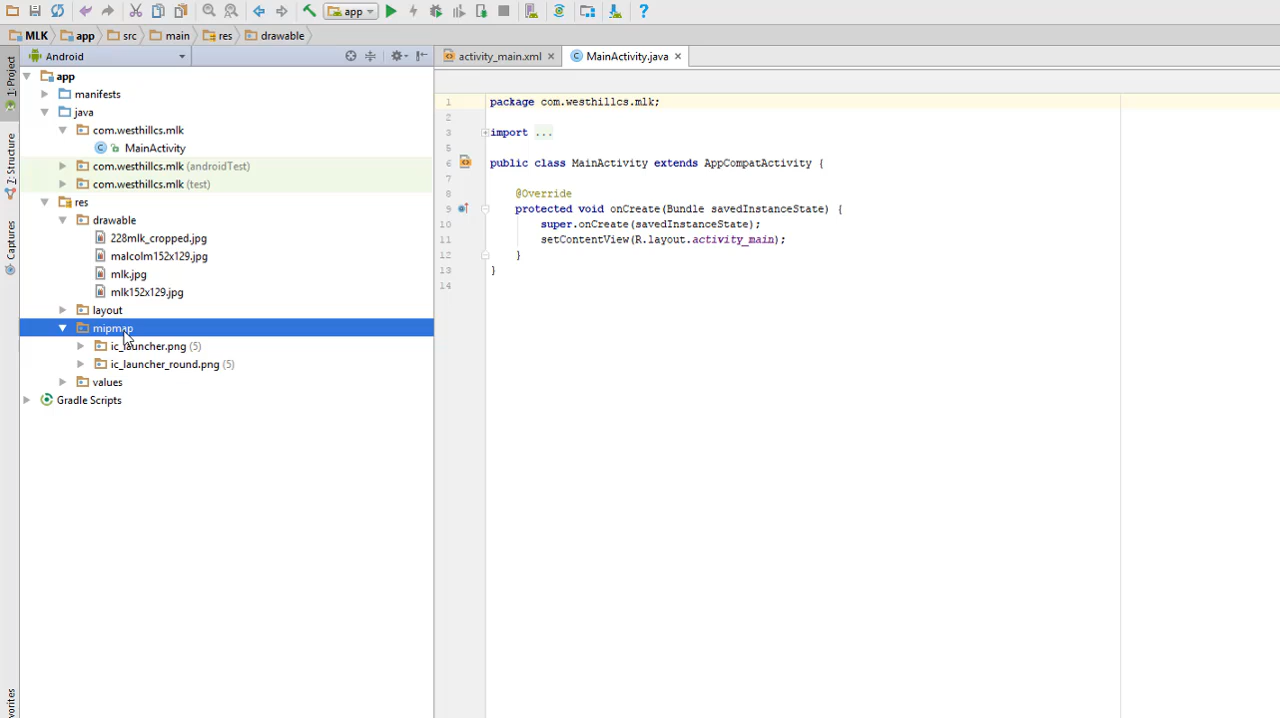 app
MLK app src main res drawable
Android
activity_main.xml
MainActivity.java
1: Project
Z: Structure
Captures
app
manifests
java
com.westhillcs.mlk
MainActivity
com.westhillcs.mlk (androidTest)
com.westhillcs.mlk (test)
res
drawable
228mlk_cropped.jpg
malcolm152x129.jpg
mlk.jpg
mlk152x129.jpg
layout
mipmap
ic_launcher.png (5)
ic_launcher_round.png (5)
values
Gradle Scripts
1 package com.westhillcs.mlk;
2
3 import ...
5
6 public class MainActivity extends AppCompatActivity {
7
8 @Override
9 protected void onCreate(Bundle savedInstanceState) {
10 super.onCreate(savedInstanceState);
11 setContentView(R.layout.activity_main);
12 }
13 }
14